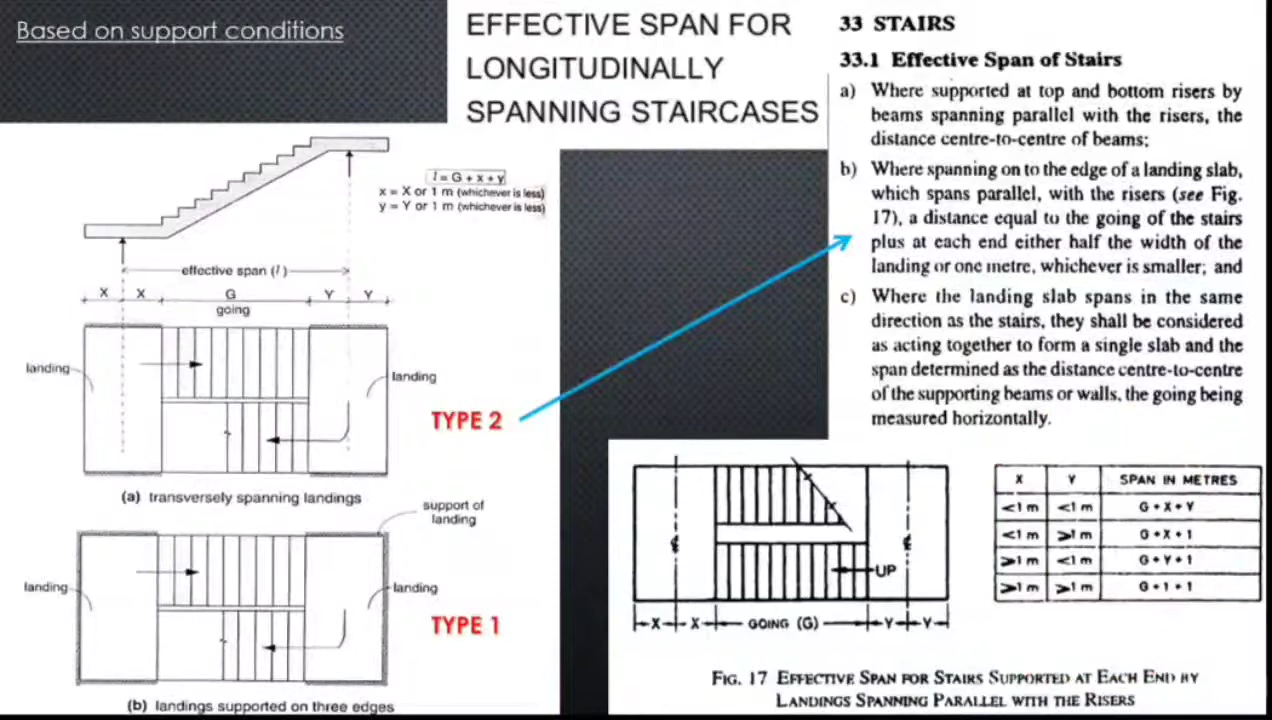 Based on support conditions
EFFECTIVE SPAN FOR
LONGITUDINALLY
SPANNING STAIRCASES
l = G + x + y
x = X or 1 m (whichever is less)
y = Y or 1 m (whichever is less)
effective span (l)
X X G Y Y
going
landing
landing
TYPE 2
(a) transversely spanning landings
support of
landing
landing
landing
TYPE 1
(b) landings supported on three edges
33 STAIRS
33.1 Effective Span of Stairs
a) Where supported at top and bottom risers by
beams spanning parallel with the risers, the
distance centre-to-centre of beams;
b) Where spanning on to the edge of a landing slab,
which spans parallel, with the risers (see Fig.
17), a distance equal to the going of the stairs
plus at each end either half the width of the
landing or one metre, whichever is smaller; and
c) Where the landing slab spans in the same
direction as the stairs, they shall be considered
as acting together to form a single slab and the
span determined as the distance centre-to-centre
of the supporting beams or walls, the going being
measured horizontally.
UP
X X GOING (G) Y Y
X Y SPAN IN METRES
<1 m <1 m G+X+Y
<1 m ⩾1 m G+X+1
⩾1 m <1 m G+Y+1
⩾1 m ⩾1 m G+1+1
FIG. 17 EFFECTIVE SPAN FOR STAIRS SUPPORTED AT EACH END BY
LANDINGS SPANNING PARALLEL WITH THE RISERS